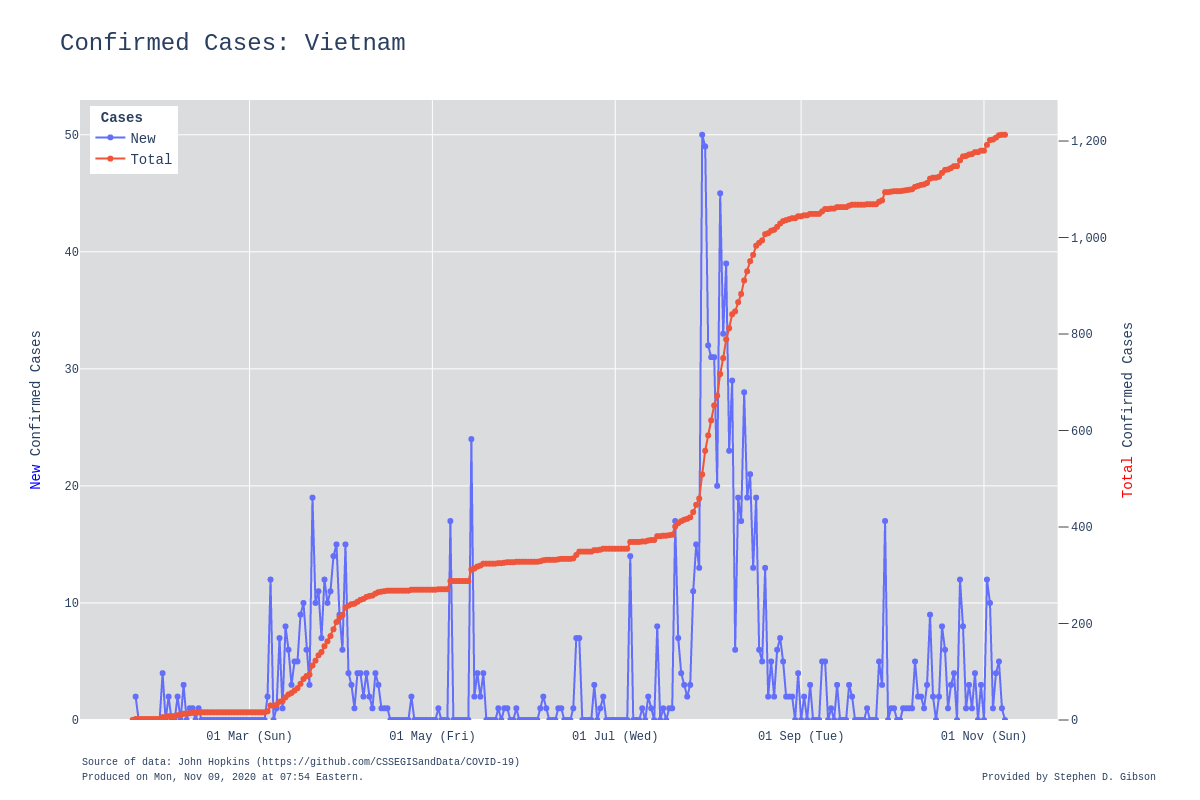 Confirmed Cases: Vietnam
Cases
New
Total
50
40
30
20
10
0
1,200
1,000
800
600
400
200
0
New Confirmed Cases
Total Confirmed Cases
01 Mar (Sun)
01 May (Fri)
01 Jul (Wed)
01 Sep (Tue)
01 Nov (Sun)
Source of data: John Hopkins (https://github.com/CSSEGISandData/COVID-19)
Produced on Mon, Nov 09, 2020 at 07:54 Eastern.
Provided by Stephen D. Gibson